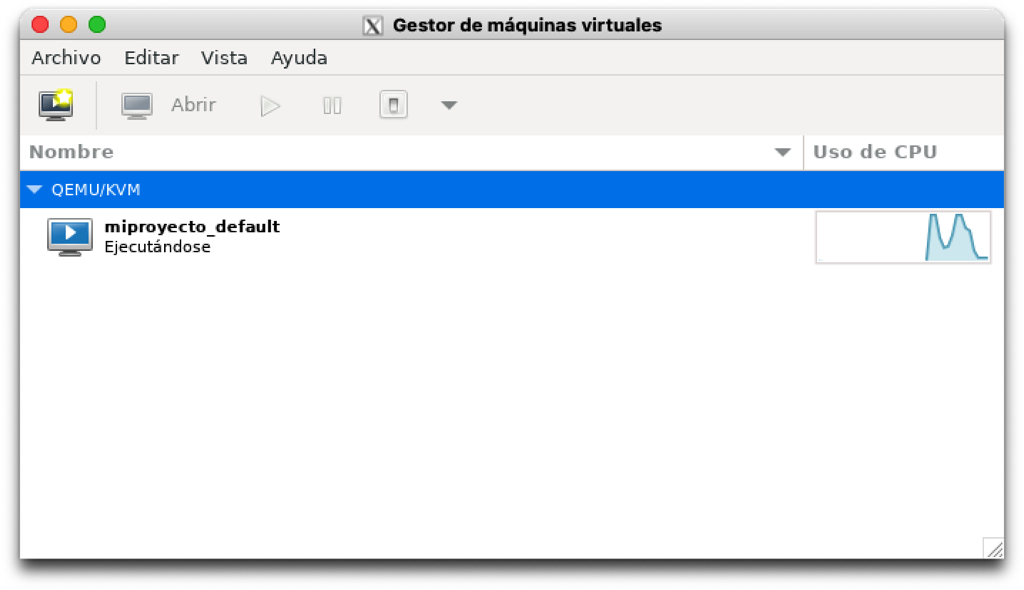 Gestor de máquinas virtuales
Archivo Editar Vista Ayuda
Abrir
Nombre Uso de CPU
QEMU/KVM
miproyecto_default
Ejecutándose